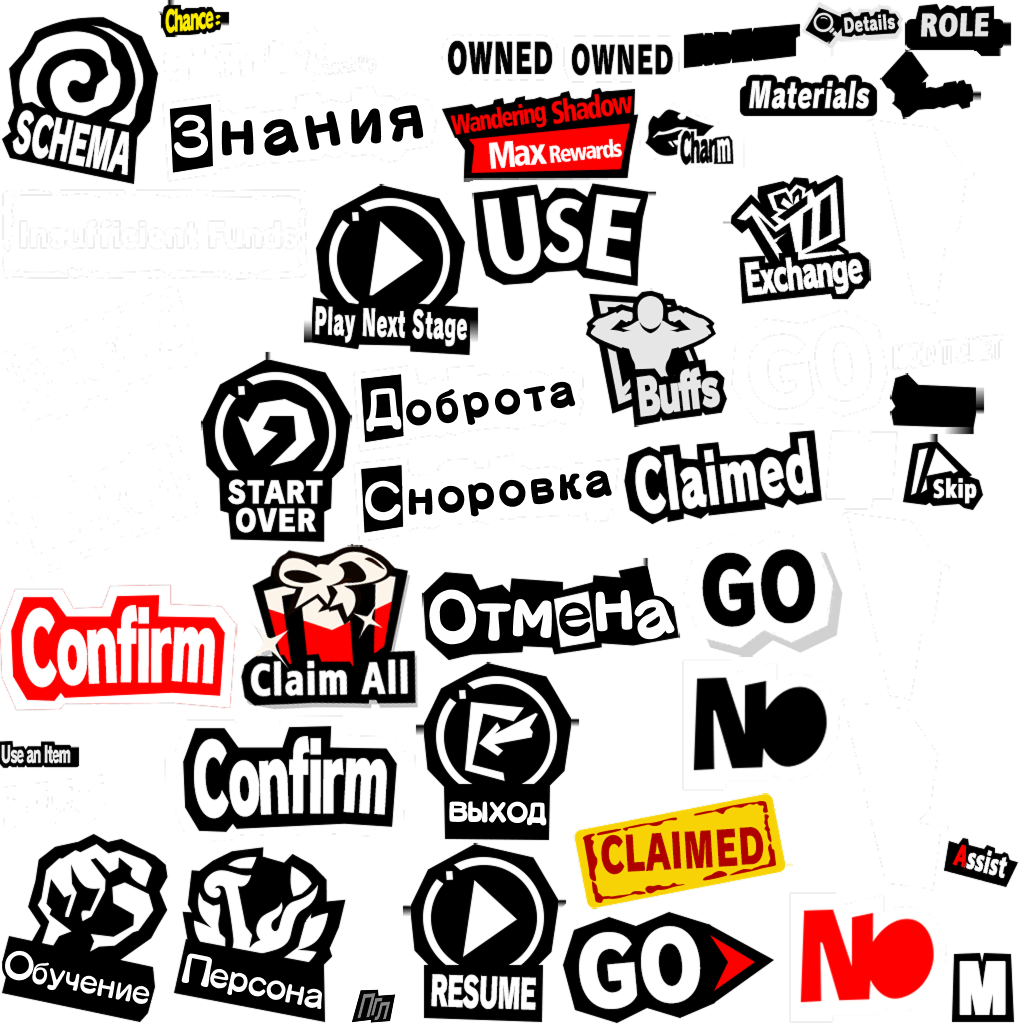 Chance:
SCHEMA
OWNED
OWNED
Details
ROLE
Materials
Знания
Wandering Shadow
Max Rewards
Charm
Insufficient Funds
USE
Exchange
Play Next Stage
Buffs
GO
START
OVER
Доброта
Сноровка
Claimed
Skip
Confirm
Claim All
Отмена
GO
NO
Use an Item
Confirm
выход
CLAIMED
Assist
Обучение
Персона
RESUME
GO
NO
M